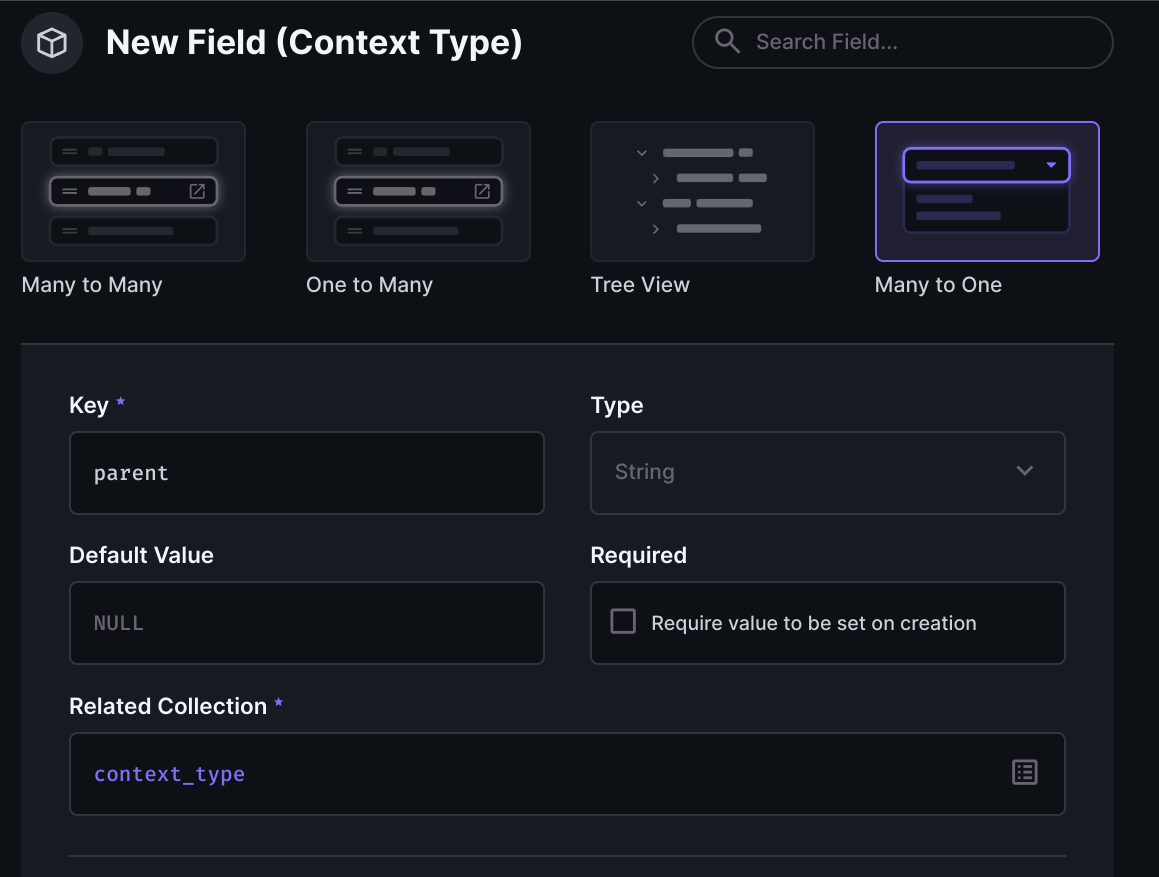 New Field (Context Type)
Search Field...
Many to Many
One to Many
Tree View
Many to One
Key *
Type
parent
String
Default Value
Required
NULL
Require value to be set on creation
Related Collection *
context_type